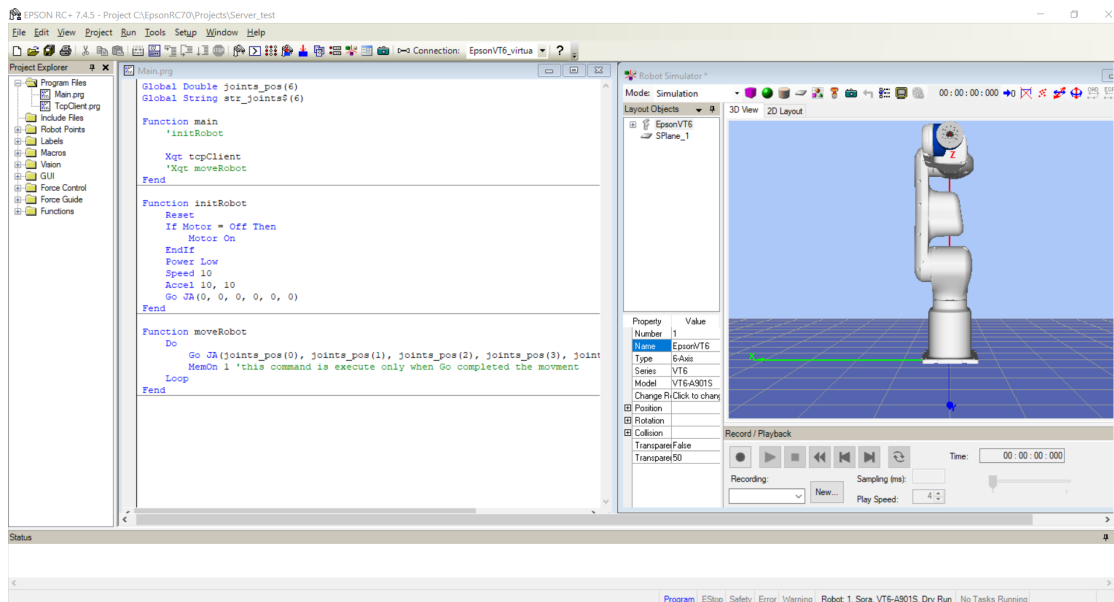 EPSON RC+ 7.4.5 - Project C:\EpsonRC70\Projects\Server_test
File Edit View Project Run Tools Setup Window Help
Connection: EpsonVT6_virtua
Project Explorer
Program Files
Main.prg
TcpClient.prg
Include Files
Robot Points
Labels
Macros
Vision
GUI
Force Control
Force Guide
Functions
Main.prg
Global Double joints_pos(6)
Global String str_joints$(6)
Function main
'initRobot
Xqt tcpClient
'Xqt moveRobot
Fend
Function initRobot
Reset
If Motor = Off Then
Motor On
EndIf
Power Low
Speed 10
Accel 10, 10
Go JA(0, 0, 0, 0, 0, 0)
Fend
Function moveRobot
Do
Go JA(joints_pos(0), joints_pos(1), joints_pos(2), joints_pos(3), joint
MemOn 1 'this command is execute only when Go completed the movment
Loop
Fend
Robot Simulator *
Mode: Simulation
00 : 00 : 00 : 000
Layout Objects
EpsonVT6
SPlane_1
3D View 2D Layout
Z
X
Y
Property Value
Number 1
Name EpsonVT6
Type 6-Axis
Series VT6
Model VT6-A901S
Change R Click to chang
Position
Rotation
Collision
Transpare False
Transpare 50
Record / Playback
Time: 00 : 00 : 00 : 000
Recording: Sampling (ms):
New... Play Speed: 4
Status
Program EStop Safety Error Warning Robot: 1, Sora, VT6-A901S, Dry Run No Tasks Running